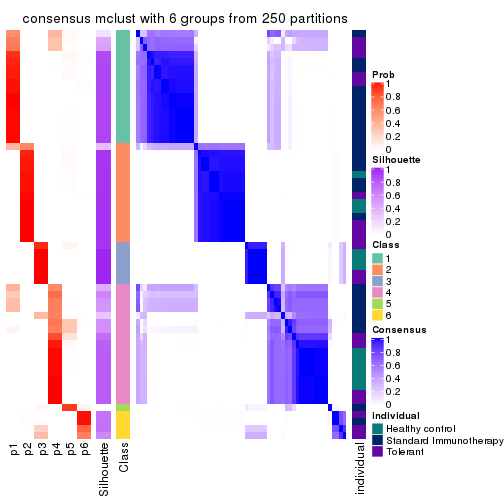 consensus mclust with 6 groups from 250 partitions
Prob
1
0.8
0.6
0.4
0.2
0
Silhouette
1
0.8
0.6
0.4
0.2
0
Class
1
2
3
4
5
6
Consensus
1
0.8
0.6
0.4
0.2
0
individual
Healthy control
Standard Immunotherapy
Tolerant
p1
p2
p3
p4
p5
p6
Silhouette
Class
individual